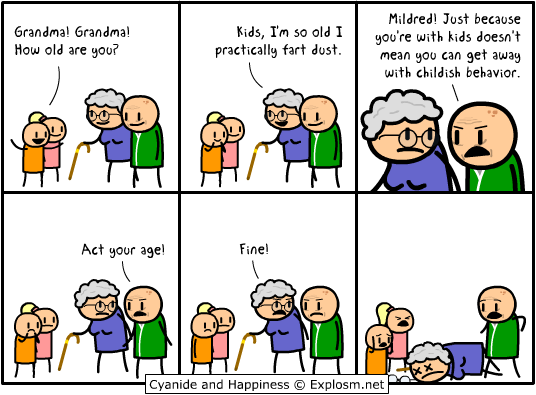 Grandma! Grandma!
How old are you?
Kids, I'm so old I
practically fart dust.
Mildred! Just because
you're with kids doesn't
mean you can get away
with childish behavior.
Act your age!
Fine!
Cyanide and Happiness © Explosm.net